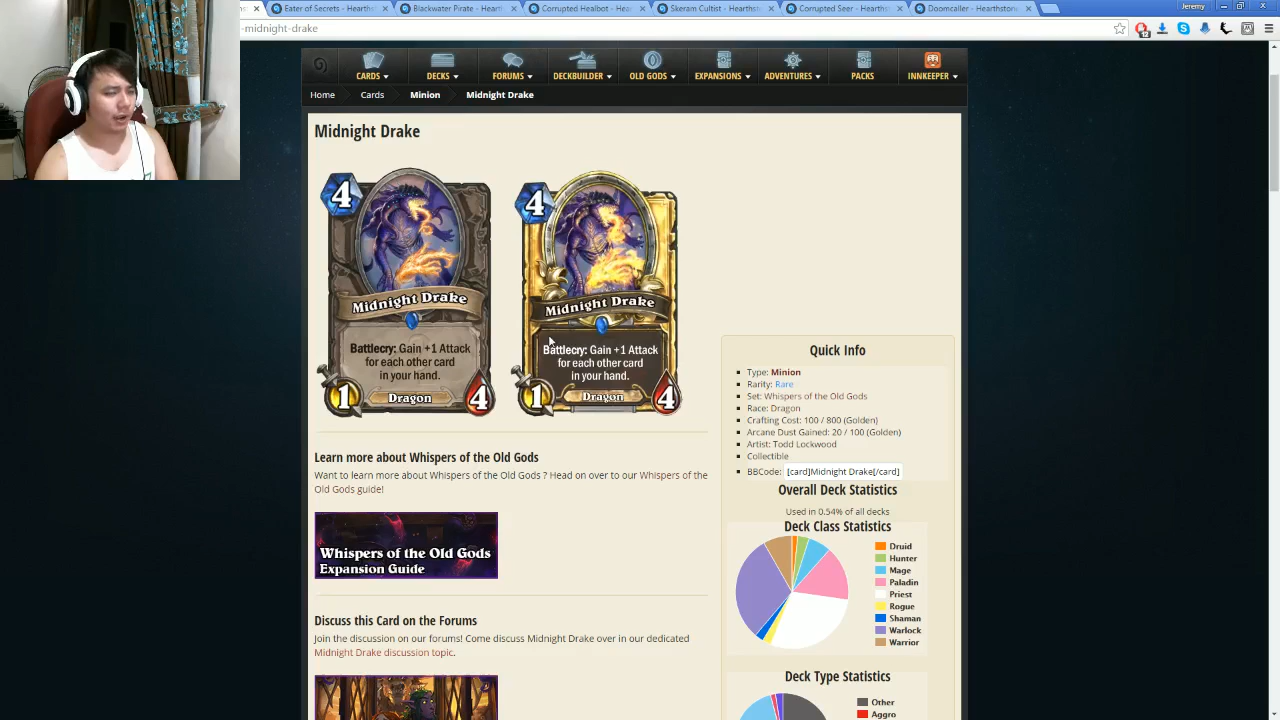 Eater of Secrets - Hearths
Blackwater Pirate - Hearth
Corrupted Healbot - Hea
Skeram Cultist - Hearthst
Corrupted Seer - Hearthst
Doomcaller - Hearthstone
Jeremy
-midnight-drake
12
CARDS
DECKS
FORUMS
DECKBUILDER
OLD GODS
EXPANSIONS
ADVENTURES
PACKS
INNKEEPER
Home
Cards
Minion
Midnight Drake
Midnight Drake
4
Midnight Drake
Battlecry: Gain +1 Attack
for each other card
in your hand.
1
Dragon
4
4
Midnight Drake
Battlecry: Gain +1 Attack
for each other card
in your hand.
1
Dragon
4
Quick Info
Type: Minion
Rarity: Rare
Set: Whispers of the Old Gods
Race: Dragon
Crafting Cost: 100 / 800 (Golden)
Arcane Dust Gained: 20 / 100 (Golden)
Artist: Todd Lockwood
Collectible
BBCode: [card]Midnight Drake[/card]
Overall Deck Statistics
Used in 0.54% of all decks
Deck Class Statistics
Druid
Hunter
Mage
Paladin
Priest
Rogue
Shaman
Warlock
Warrior
Deck Type Statistics
Other
Aggro
Learn more about Whispers of the Old Gods
Want to learn more about Whispers of the Old Gods ? Head on over to our Whispers of the
Old Gods guide!
Whispers of the Old Gods
Expansion Guide
Discuss this Card on the Forums
Join the discussion on our forums! Come discuss Midnight Drake over in our dedicated
Midnight Drake discussion topic.